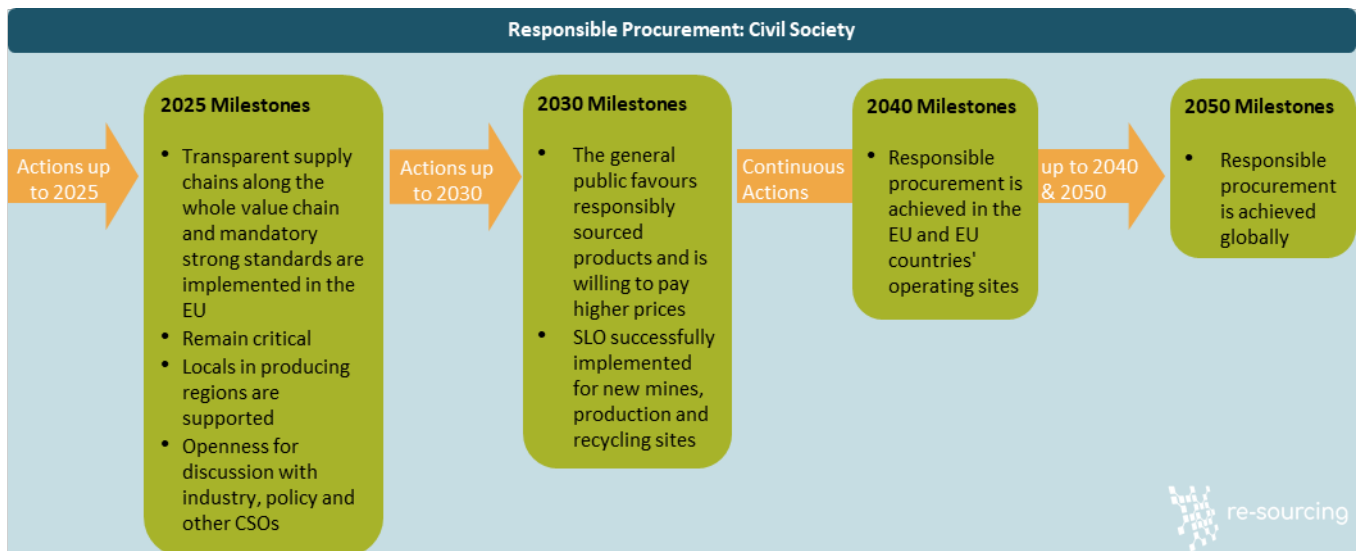 Responsible Procurement: Civil Society
Actions up
to 2025
2025 Milestones
• Transparent supply
chains along the
whole value chain
and mandatory
strong standards are
implemented in the
EU
• Remain critical
• Locals in producing
regions are
supported
• Openness for
discussion with
industry, policy and
other CSOs
Actions up
to 2030
2030 Milestones
• The general
public favours
responsibly
sourced
products and is
willing to pay
higher prices
• SLO successfully
implemented
for new mines,
production and
recycling sites
Continuous
Actions
2040 Milestones
• Responsible
procurement is
achieved in the
EU and EU
countries'
operating sites
up to 2040
& 2050
2050 Milestones
• Responsible
procurement
is achieved
globally
re-sourcing